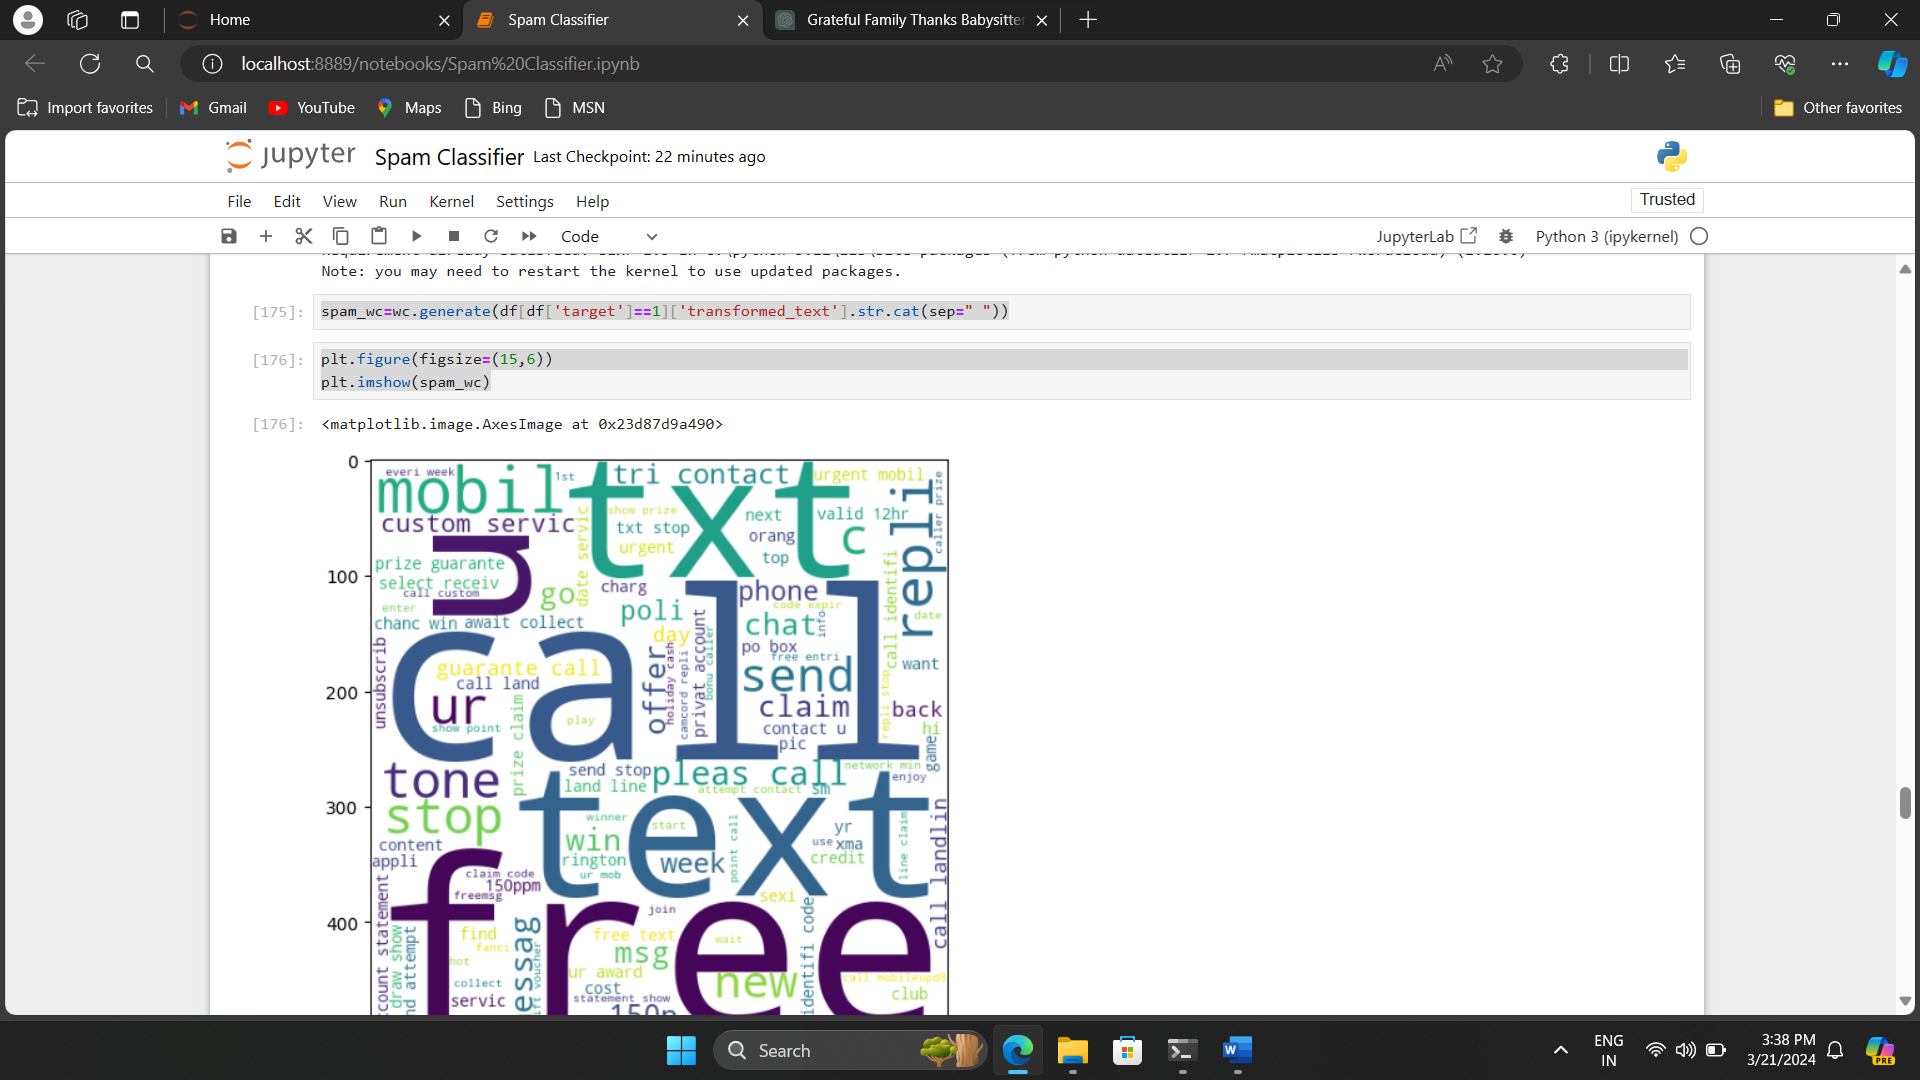 Home
Spam Classifier
Grateful Family Thanks Babysitter
localhost:8889/notebooks/Spam%20Classifier.ipynb
Import favorites
Gmail
YouTube
Maps
Bing
MSN
Other favorites
jupyter
Spam Classifier
Last Checkpoint: 22 minutes ago
File Edit View Run Kernel Settings Help
Trusted
Code
JupyterLab
Python 3 (ipykernel)
Note: you may need to restart the kernel to use updated packages.
[175]: spam_wc=wc.generate(df[df['target']==1]['transformed_text'].str.cat(sep=" "))
[176]: plt.figure(figsize=(15,6))
plt.imshow(spam_wc)
[176]: <matplotlib.image.AxesImage at 0x23d87d9a490>
0
100
200
300
400
everi week
mobil
1st
txt
tri contact
urgent mobil
custom servic
show prize
txt stop
next
valid 12hr
c
repli
caller prize
u
date servic
urgent
orang
top
prize guarante
select receiv
call custom
go
charg
phone
code expir
call identifi
enter
chanc win
await collect
poli
chat
info
date
day
unsubscrib
call
guarante call
call land
ur
show point
prize claim
play
offer
holiday cash
camcord repli
privat account
bonu caller
po box
free entri
send
claim
contact u
pic
want
repli stop
back
hi
game
tone
send stop
land line
pleas call
network min
enjoy
attempt contact
sm
stop
text
winner
start
win
rington
ur mob
week
point call
yr
use
xma
credit
line claim
call landlin
content
appli
claim code
150ppm
freemsg
free
sexi
join
find
fanci
hot
draw show
free text
msg
wait
ur award
new
identifi code
call mobileupd8
club
collect
servic
cost
statement show
150p
Search
ENG
IN
3:38 PM
3/21/2024
PRE